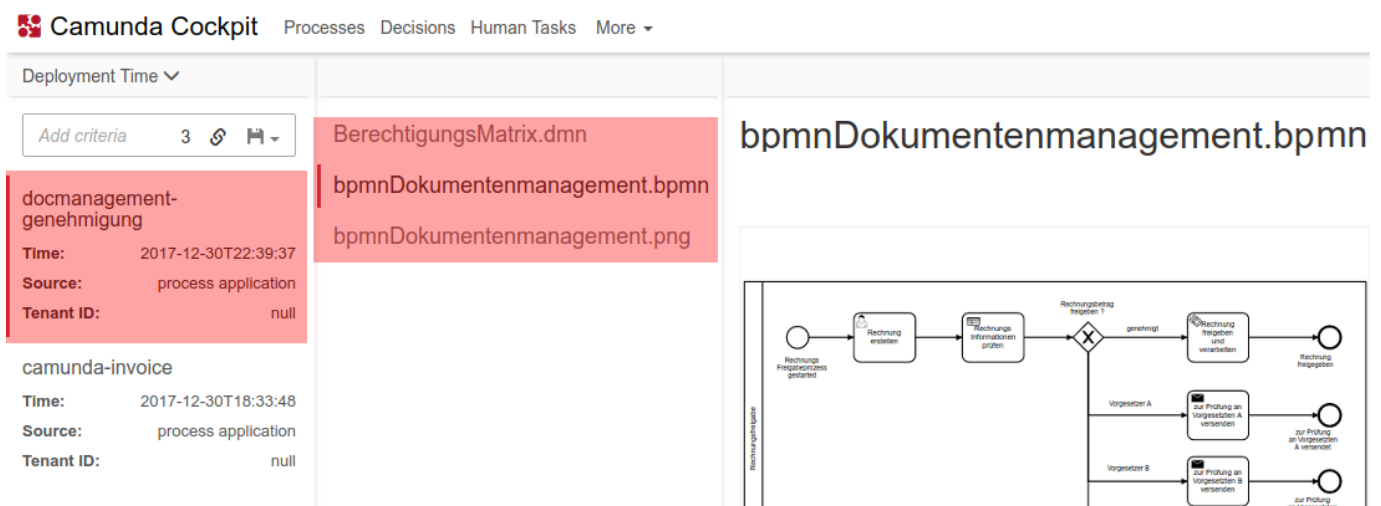 Camunda Cockpit Processes Decisions Human Tasks More
Deployment Time
Add criteria 3
docmanagement-
genehmigung
Time: 2017-12-30T22:39:37
Source: process application
Tenant ID: null
camunda-invoice
Time: 2017-12-30T18:33:48
Source: process application
Tenant ID: null
BerechtigungsMatrix.dmn
bpmnDokumentenmanagement.bpmn
bpmnDokumentenmanagement.png
bpmnDokumentenmanagement.bpmn
Rechnungsfreigabe
Rechnungs
Freigabeprozess
gestarted
Rechnung
erstellen
Rechnungs
Informationen
prüfen
Rechnungsbetrag
freigeben ?
X
genehmigt
Rechnung
freigeben
und
verarbeiten
Rechnung
freigegeben
Vorgesetzer A
zur Prüfung an
Vorgesetzten A
versenden
zur Prüfung
an Vorgesetzten
A versendet
Vorgesetzer B
zur Prüfung an
Vorgesetzten B
versenden
zur Prüfung